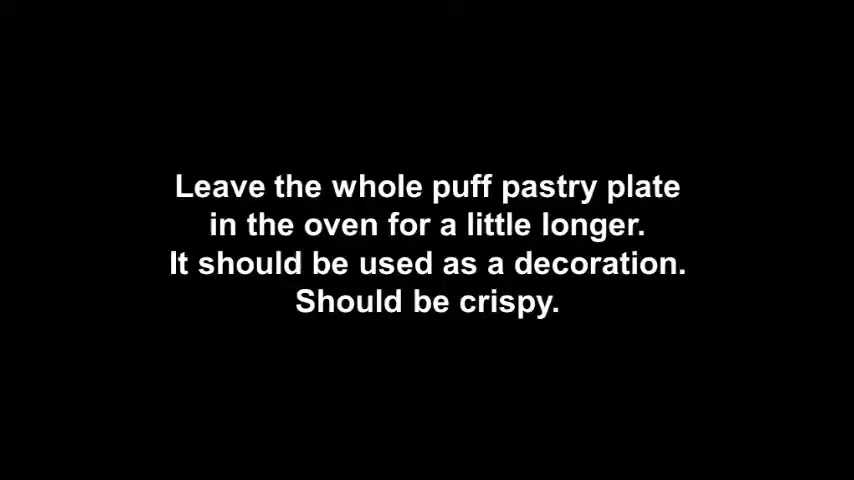 Leave the whole puff pastry plate
in the oven for a little longer.
It should be used as a decoration.
Should be crispy.